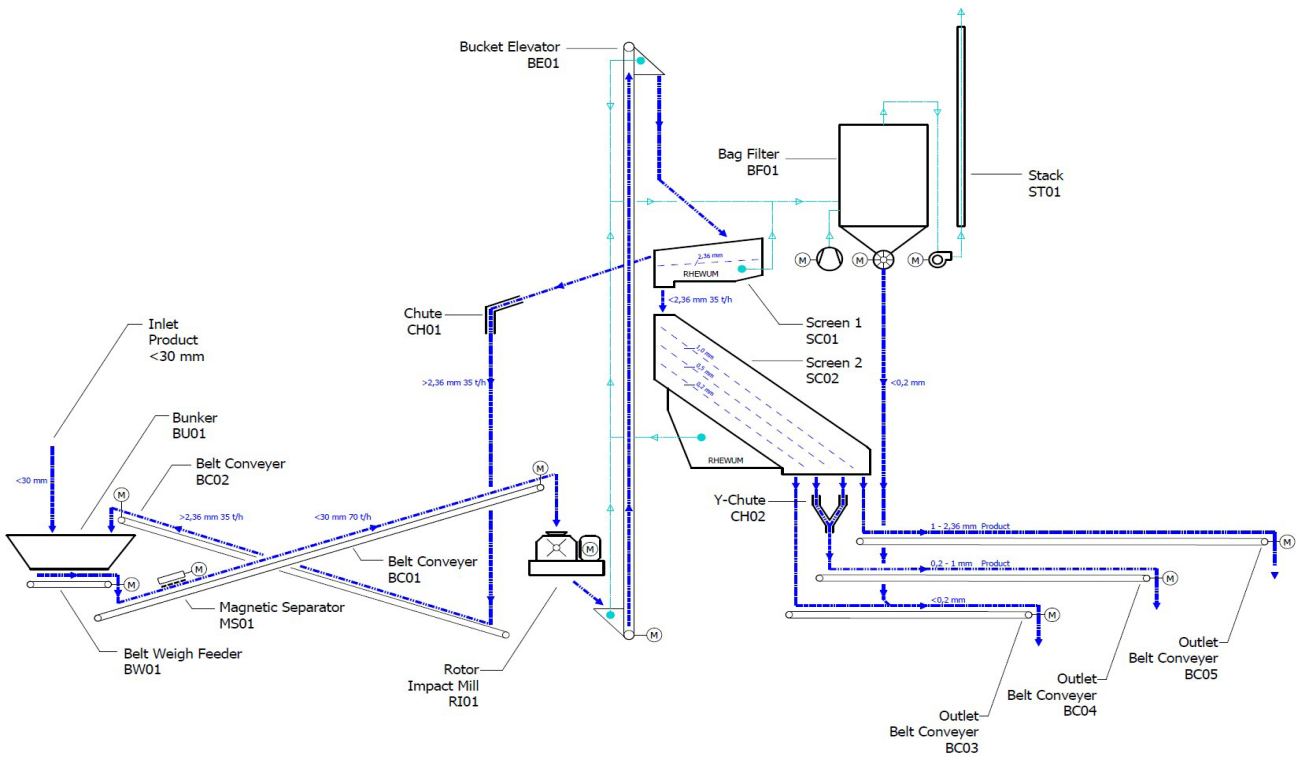 Bucket Elevator
BE01
Bag Filter
BF01
Stack
ST01
M
M
M
2,36 mm
RHEWUM
<2,36 mm 35 t/h
Chute
CH01
Screen 1
SC01
Screen 2
SC02
1,0 mm
0,5 mm
0,2 mm
RHEWUM
<0,2 mm
Inlet
Product
<30 mm
>2,36 mm 35 t/h
Bunker
BU01
Belt Conveyer
BC02
<30 mm
M
>2,36 mm 35 t/h
<30 mm 70 t/h
M
Y-Chute
CH02
1 - 2,36 mm Product
M
Belt Conveyer
BC01
M
M
M
0,2 - 1 mm Product
M
Magnetic Separator
MS01
<0,2 mm
M
M
Belt Weigh Feeder
BW01
Rotor
Impact Mill
RI01
Outlet
Belt Conveyer
BC05
Outlet
Belt Conveyer
BC04
Outlet
Belt Conveyer
BC03